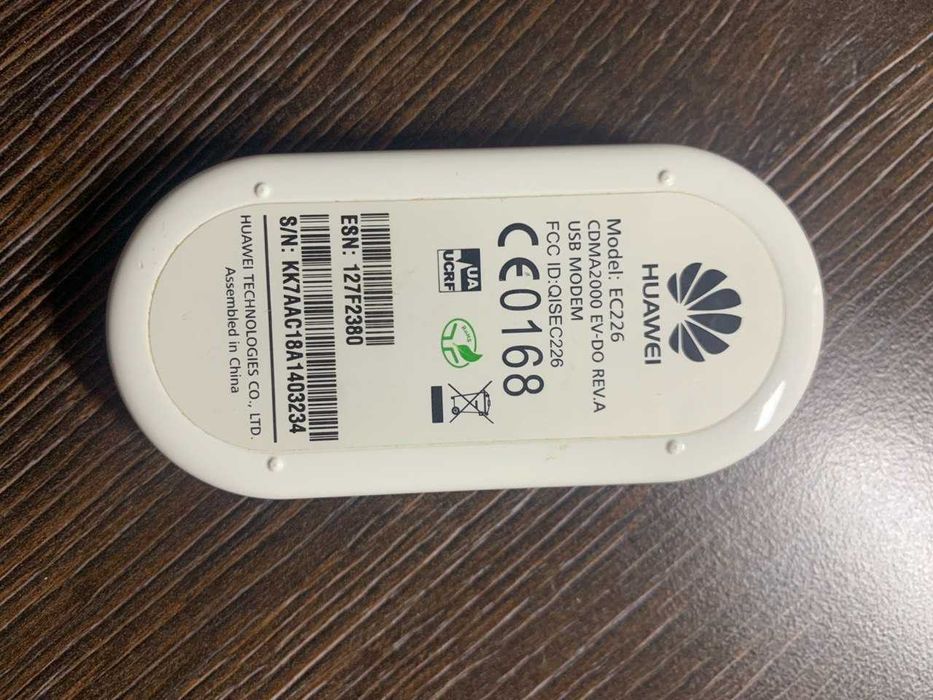 HUAWEI
Model: EC226
CDMA2000 EV-DO REV.A
USB MODEM
FCC ID:QISEC226
CE0168
UA
UCRF
RoHS
ESN: 127F2380
S/N: KK7AAC18A1403234
HUAWEI TECHNOLOGIES CO., LTD.
Assembled in China